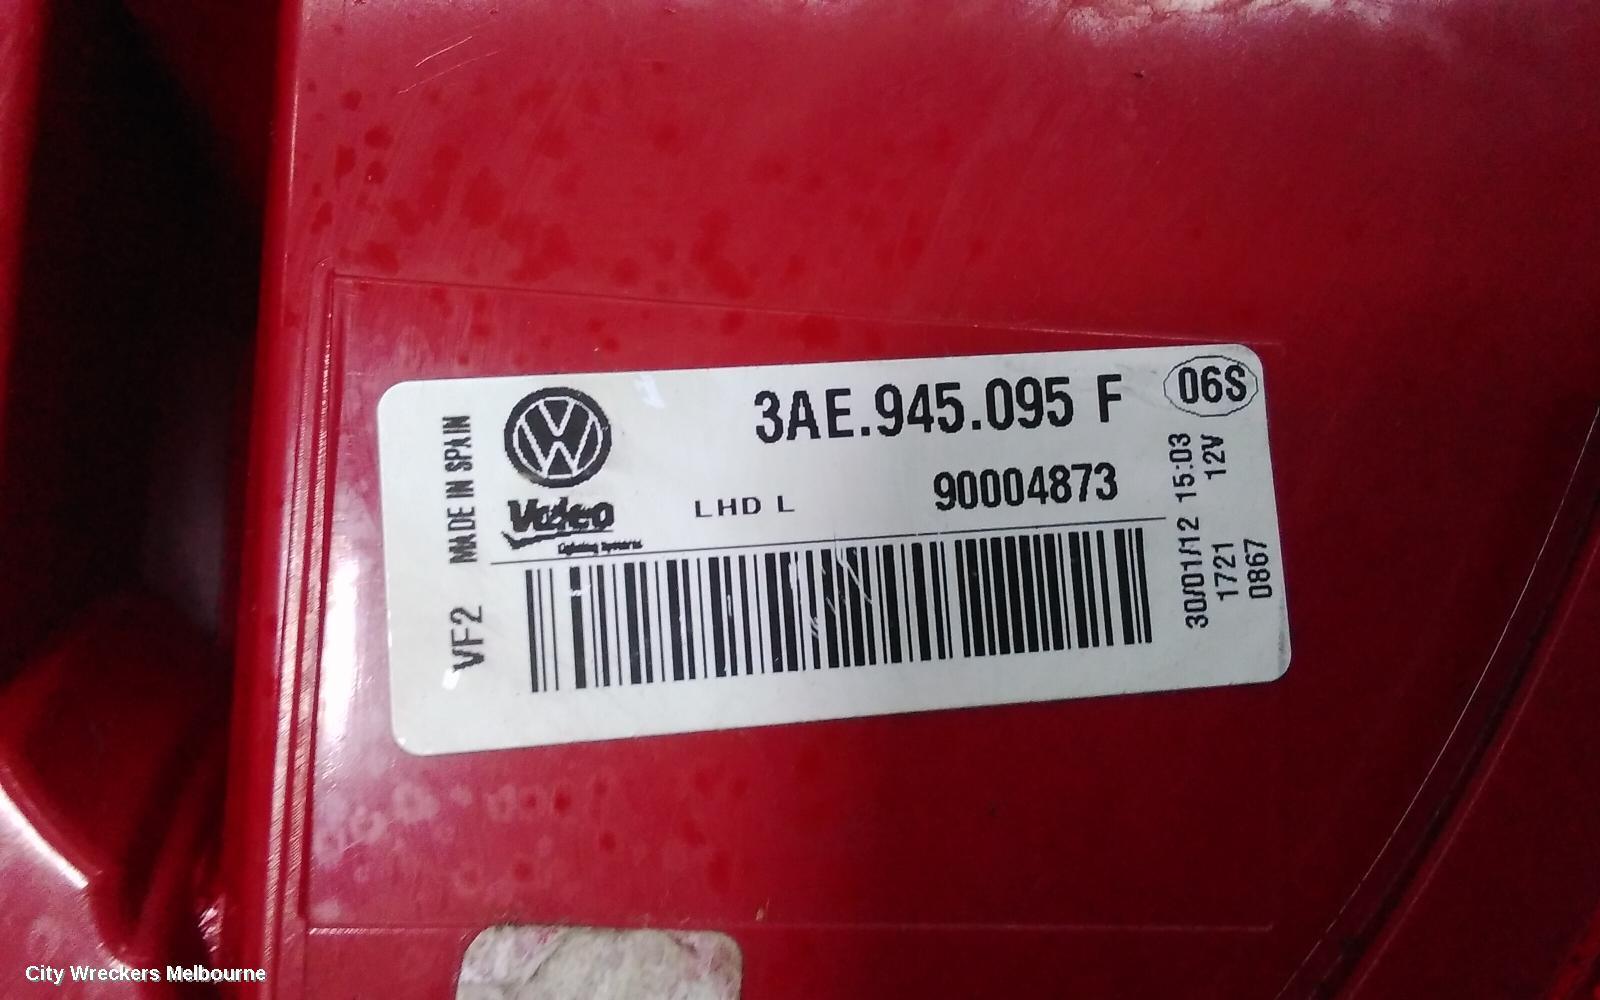 3AE.945.095 F
06S
90004873
LHD L
Valeo
Lighting Systems
MADE IN SPAIN
VF2
30/01/12 15:03
1721 12V
0867
City Wreckers Melbourne